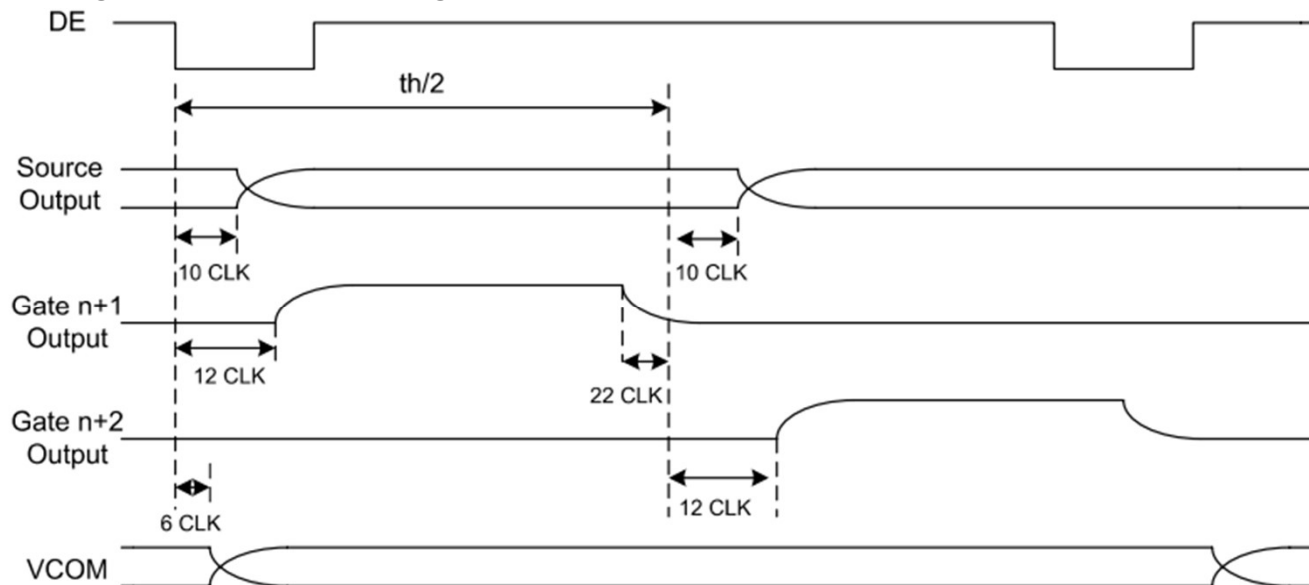 DE
th/2
Source
Output
10 CLK
10 CLK
Gate n+1
Output
12 CLK
22 CLK
Gate n+2
Output
12 CLK
6 CLK
VCOM